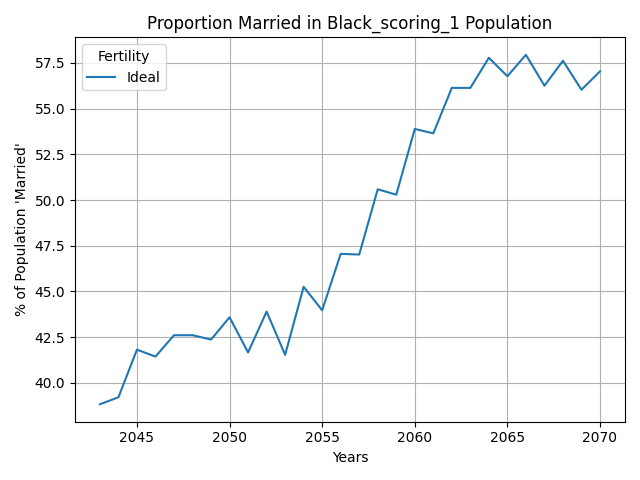 Proportion Married in Black_scoring_1 Population
Fertility
Ideal
% of Population 'Married'
57.5
55.0
52.5
50.0
47.5
45.0
42.5
40.0
2045 2050 2055 2060 2065 2070
Years